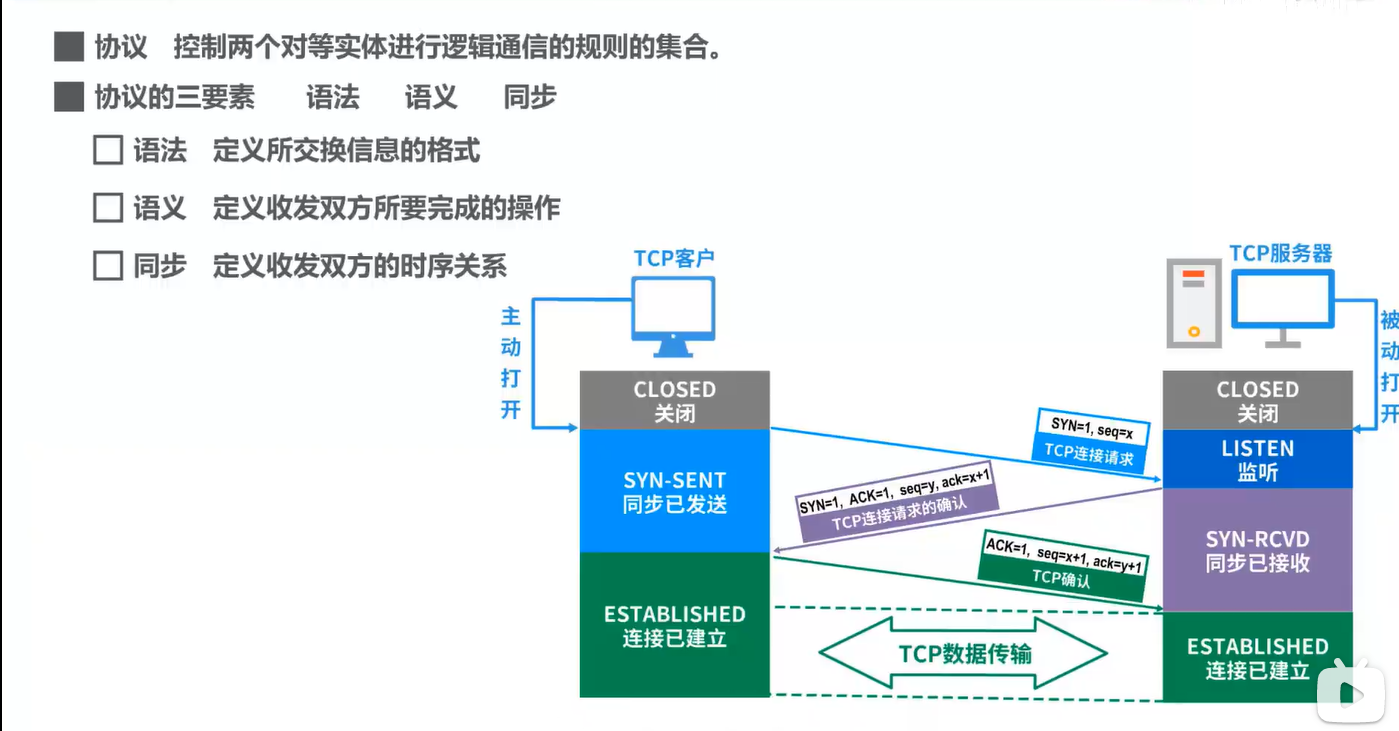 协议 控制两个对等实体进行逻辑通信的规则的集合。
协议的三要素 语法 语义 同步
语法 定义所交换信息的格式
语义 定义收发双方所要完成的操作
同步 定义收发双方的时序关系
TCP客户
TCP服务器
主动打开
被动打开
CLOSED
关闭
CLOSED
关闭
SYN=1, seq=x
TCP连接请求
LISTEN
监听
SYN-SENT
同步已发送
SYN=1, ACK=1, seq=y, ack=x+1
TCP连接请求的确认
SYN-RCVD
同步已接收
ACK=1, seq=x+1, ack=y+1
TCP确认
ESTABLISHED
连接已建立
TCP数据传输
ESTABLISHED
连接已建立